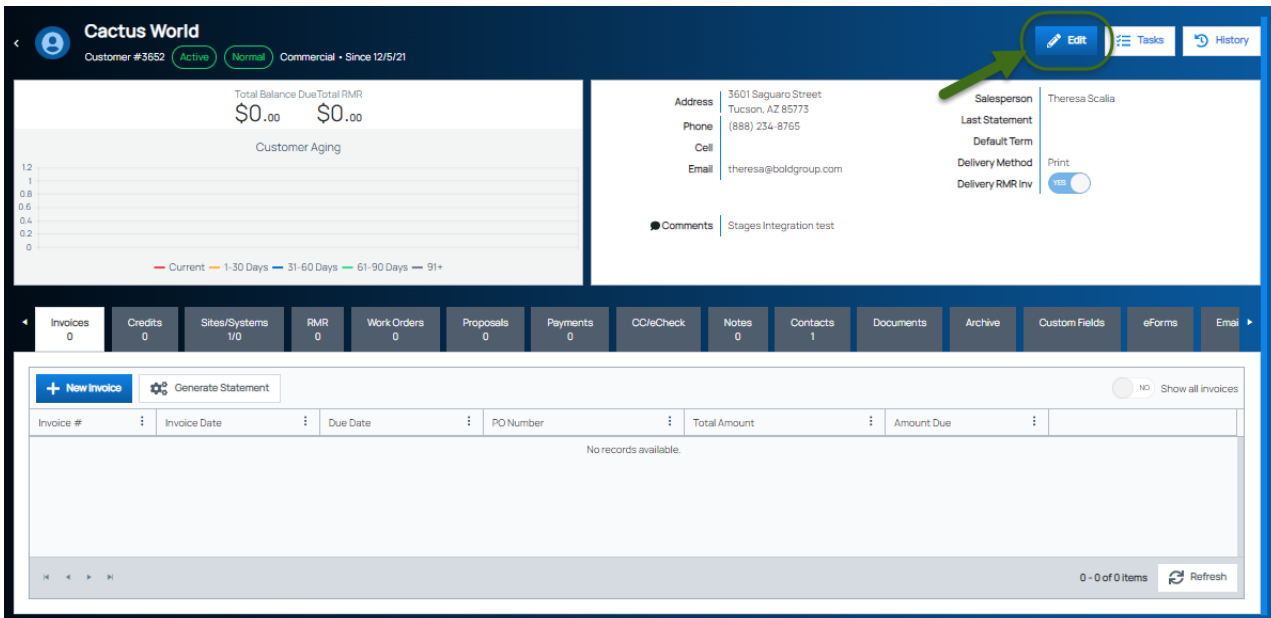 Cactus World
Customer #3652 Active Normal Commercial • Since 12/5/21
Edit
Tasks
History
Total Balance Due Total RMR
$0.00 $0.00
Customer Aging
1.2
1
0.8
0.6
0.4
0.2
0
Current 1-30 Days 31-60 Days 61-90 Days 91+
Address 3601 Saguaro Street
Tucson, AZ 85773
Phone (888) 234-8765
Cell
Email theresa@boldgroup.com
Comments Stages Integration test
Salesperson Theresa Scalia
Last Statement
Default Term
Delivery Method Print
Delivery RMR Inv YES
Invoices Credits Sites/Systems RMR Work Orders Proposals Payments CC/eCheck Notes Contacts Documents Archive Custom Fields eForms Emai
0 0 1/0 0 0 0 0 0 1
New Invoice Generate Statement NO Show all invoices
Invoice # Invoice Date Due Date PO Number Total Amount Amount Due
No records available.
0 - 0 of 0 items Refresh